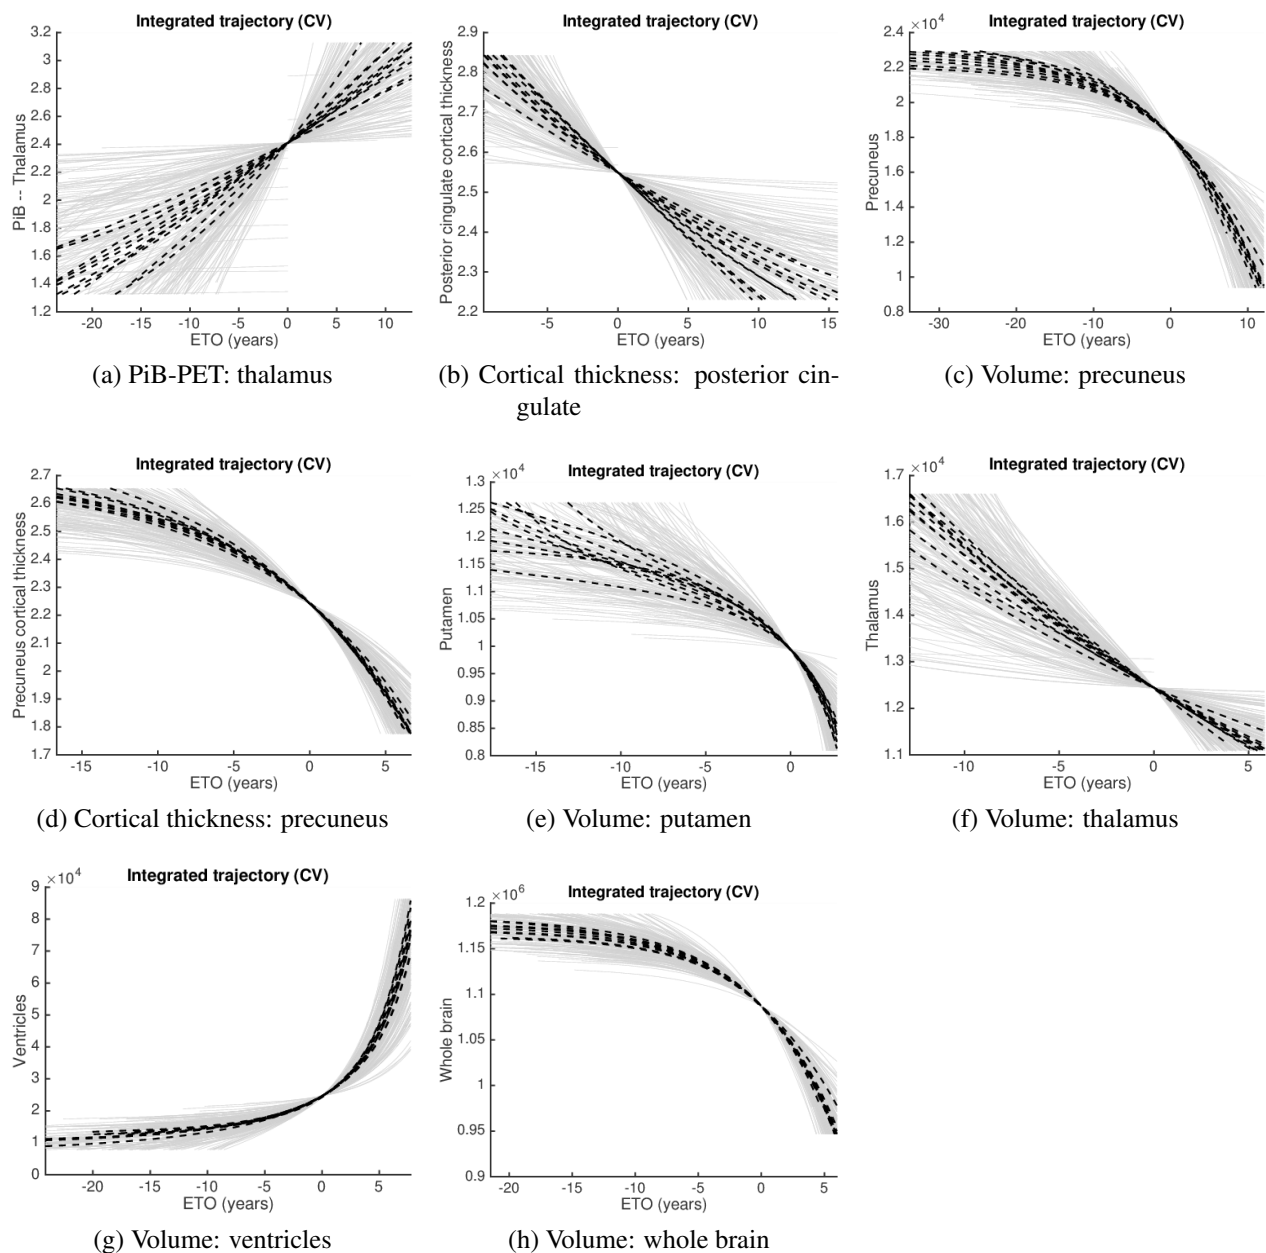 Integrated trajectory (CV)
3.2
3
2.8
2.6
2.4
2.2
2
1.8
1.6
1.4
1.2
PiB -- Thalamus
-20 -15 -10 -5 0 5 10
ETO (years)
(a) PiB-PET: thalamus
Integrated trajectory (CV)
2.9
2.8
2.7
2.6
2.5
2.4
2.3
2.2
Posterior cingulate cortical thickness
-5 0 5 10 15
ETO (years)
(b) Cortical thickness: posterior cin-
gulate
Integrated trajectory (CV)
×10^4
2.4
2.2
2
1.8
1.6
1.4
1.2
1
0.8
Precuneus
-30 -20 -10 0 10
ETO (years)
(c) Volume: precuneus
Integrated trajectory (CV)
2.7
2.6
2.5
2.4
2.3
2.2
2.1
2
1.9
1.8
1.7
Precuneus cortical thickness
-15 -10 -5 0 5
ETO (years)
(d) Cortical thickness: precuneus
Integrated trajectory (CV)
×10^4
1.3
1.25
1.2
1.15
1.1
1.05
1
0.95
0.9
0.85
0.8
Putamen
-15 -10 -5 0
ETO (years)
(e) Volume: putamen
Integrated trajectory (CV)
×10^4
1.7
1.6
1.5
1.4
1.3
1.2
1.1
Thalamus
-10 -5 0 5
ETO (years)
(f) Volume: thalamus
Integrated trajectory (CV)
×10^4
9
8
7
6
5
4
3
2
1
0
Ventricles
-20 -15 -10 -5 0 5
ETO (years)
(g) Volume: ventricles
Integrated trajectory (CV)
×10^6
1.2
1.15
1.1
1.05
1
0.95
0.9
Whole brain
-20 -15 -10 -5 0 5
ETO (years)
(h) Volume: whole brain